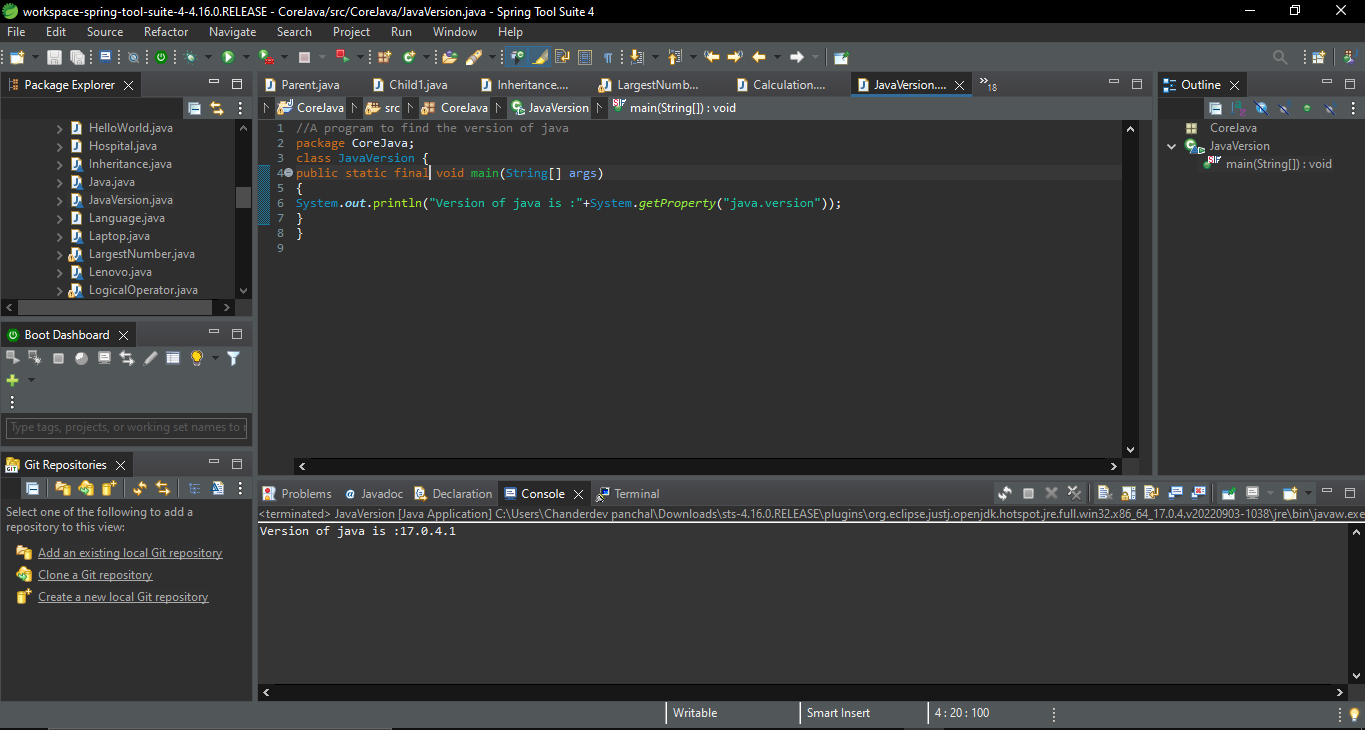 workspace-spring-tool-suite-4-4.16.0.RELEASE - CoreJava/src/CoreJava/JavaVersion.java - Spring Tool Suite 4
File Edit Source Refactor Navigate Search Project Run Window Help
Package Explorer
HelloWorld.java
Hospital.java
Inheritance.java
Java.java
JavaVersion.java
Language.java
Laptop.java
LargestNumber.java
Lenovo.java
LogicalOperator.java
Boot Dashboard
Type tags, projects, or working set names to
Git Repositories
Select one of the following to add a
repository to this view:
Add an existing local Git repository
Clone a Git repository
Create a new local Git repository
Parent.java Child1.java Inheritance.... LargestNumb... Calculation.... JavaVersion.... »18
CoreJava src CoreJava JavaVersion main(String[]) : void
1 //A program to find the version of java
2 package CoreJava;
3 class JavaVersion {
4 public static final void main(String[] args)
5 {
6 System.out.println("Version of java is :"+System.getProperty("java.version"));
7 }
8 }
9
Outline
CoreJava
JavaVersion
main(String[]) : void
Problems @ Javadoc Declaration Console Terminal
<terminated> JavaVersion [Java Application] C:\Users\Chanderdev panchal\Downloads\sts-4.16.0.RELEASE\plugins\org.eclipse.justj.openjdk.hotspot.jre.full.win32.x86_64_17.0.4.v20220903-1038\jre\bin\javaw.exe
Version of java is :17.0.4.1
Writable Smart Insert 4 : 20 : 100